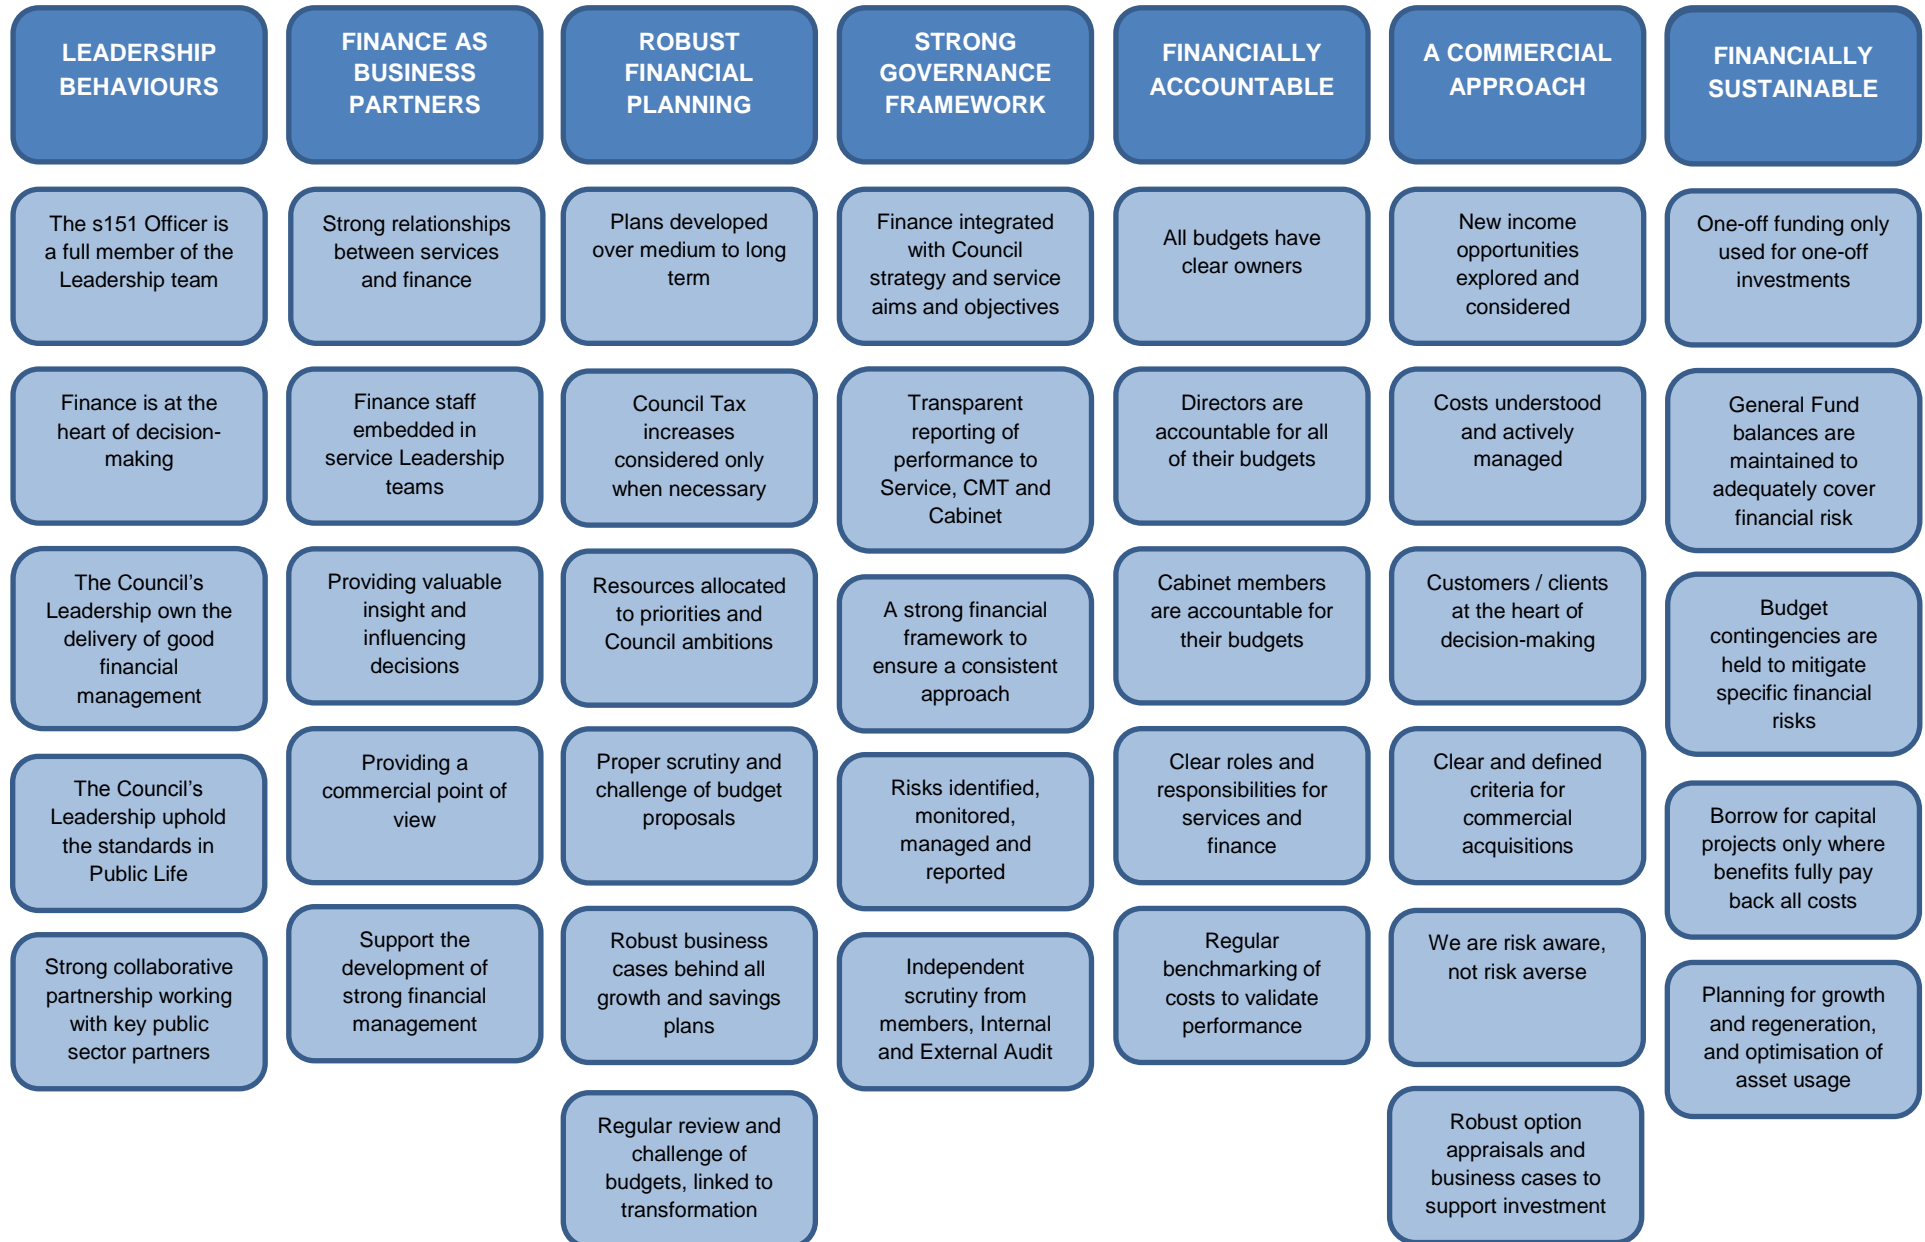 LEADERSHIP
BEHAVIOURS
The s151 Officer is
a full member of the
Leadership team
Finance is at the
heart of decision-
making
The Council’s
Leadership own the
delivery of good
financial
management
The Council’s
Leadership uphold
the standards in
Public Life
Strong collaborative
partnership working
with key public
sector partners
FINANCE AS
BUSINESS
PARTNERS
Strong relationships
between services
and finance
Finance staff
embedded in
service Leadership
teams
Providing valuable
insight and
influencing
decisions
Providing a
commercial point of
view
Support the
development of
strong financial
management
ROBUST
FINANCIAL
PLANNING
Plans developed
over medium to long
term
Council Tax
increases
considered only
when necessary
Resources allocated
to priorities and
Council ambitions
Proper scrutiny and
challenge of budget
proposals
Robust business
cases behind all
growth and savings
plans
Regular review and
challenge of
budgets, linked to
transformation
STRONG
GOVERNANCE
FRAMEWORK
Finance integrated
with Council
strategy and service
aims and objectives
Transparent
reporting of
performance to
Service, CMT and
Cabinet
A strong financial
framework to
ensure a consistent
approach
Risks identified,
monitored,
managed and
reported
Independent
scrutiny from
members, Internal
and External Audit
FINANCIALLY
ACCOUNTABLE
All budgets have
clear owners
Directors are
accountable for all
of their budgets
Cabinet members
are accountable for
their budgets
Clear roles and
responsibilities for
services and
finance
Regular
benchmarking of
costs to validate
performance
A COMMERCIAL
APPROACH
New income
opportunities
explored and
considered
Costs understood
and actively
managed
Customers / clients
at the heart of
decision-making
Clear and defined
criteria for
commercial
acquisitions
We are risk aware,
not risk averse
Robust option
appraisals and
business cases to
support investment
FINANCIALLY
SUSTAINABLE
One-off funding only
used for one-off
investments
General Fund
balances are
maintained to
adequately cover
financial risk
Budget
contingencies are
held to mitigate
specific financial
risks
Borrow for capital
projects only where
benefits fully pay
back all costs
Planning for growth
and regeneration,
and optimisation of
asset usage